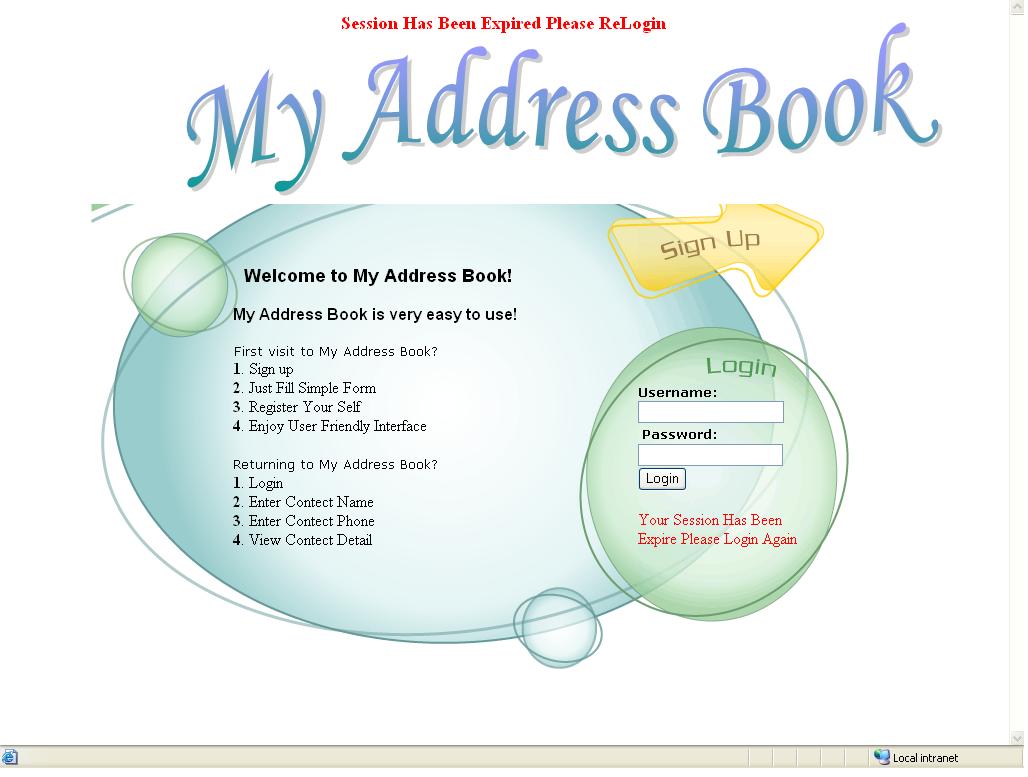 Session Has Been Expired Please ReLogin
My Address Book
Sign Up
Welcome to My Address Book!
My Address Book is very easy to use!
First visit to My Address Book?
1. Sign up
2. Just Fill Simple Form
3. Register Your Self
4. Enjoy User Friendly Interface
Returning to My Address Book?
1. Login
2. Enter Contect Name
3. Enter Contect Phone
4. View Contect Detail
Login
Username:
Password:
Login
Your Session Has Been
Expire Please Login Again
Local intranet